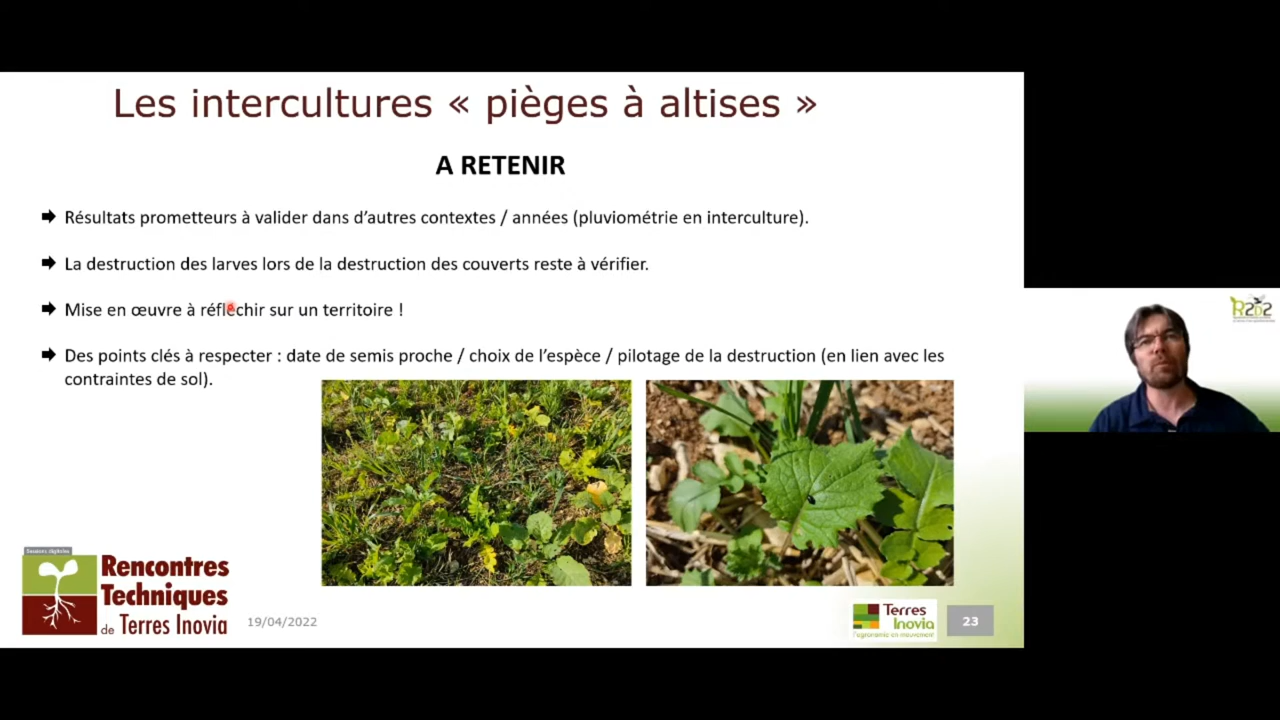 Les intercultures « pièges à altises »
A RETENIR
Résultats prometteurs à valider dans d'autres contextes / années (pluviométrie en interculture).
La destruction des larves lors de la destruction des couverts reste à vérifier.
Mise en œuvre à réfléchir sur un territoire !
Des points clés à respecter : date de semis proche / choix de l'espèce / pilotage de la destruction (en lien avec les
contraintes de sol).
R2D2
Sessions digitales
Rencontres
Techniques
de Terres Inovia
19/04/2022
Terres
Inovia
l'agronomie en mouvement
23